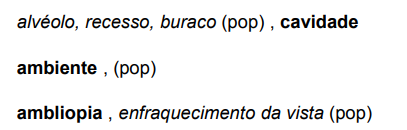 alvéolo, recesso, buraco (pop) , cavidade
ambiente , (pop)
ambliopia , enfraquecimento da vista (pop)